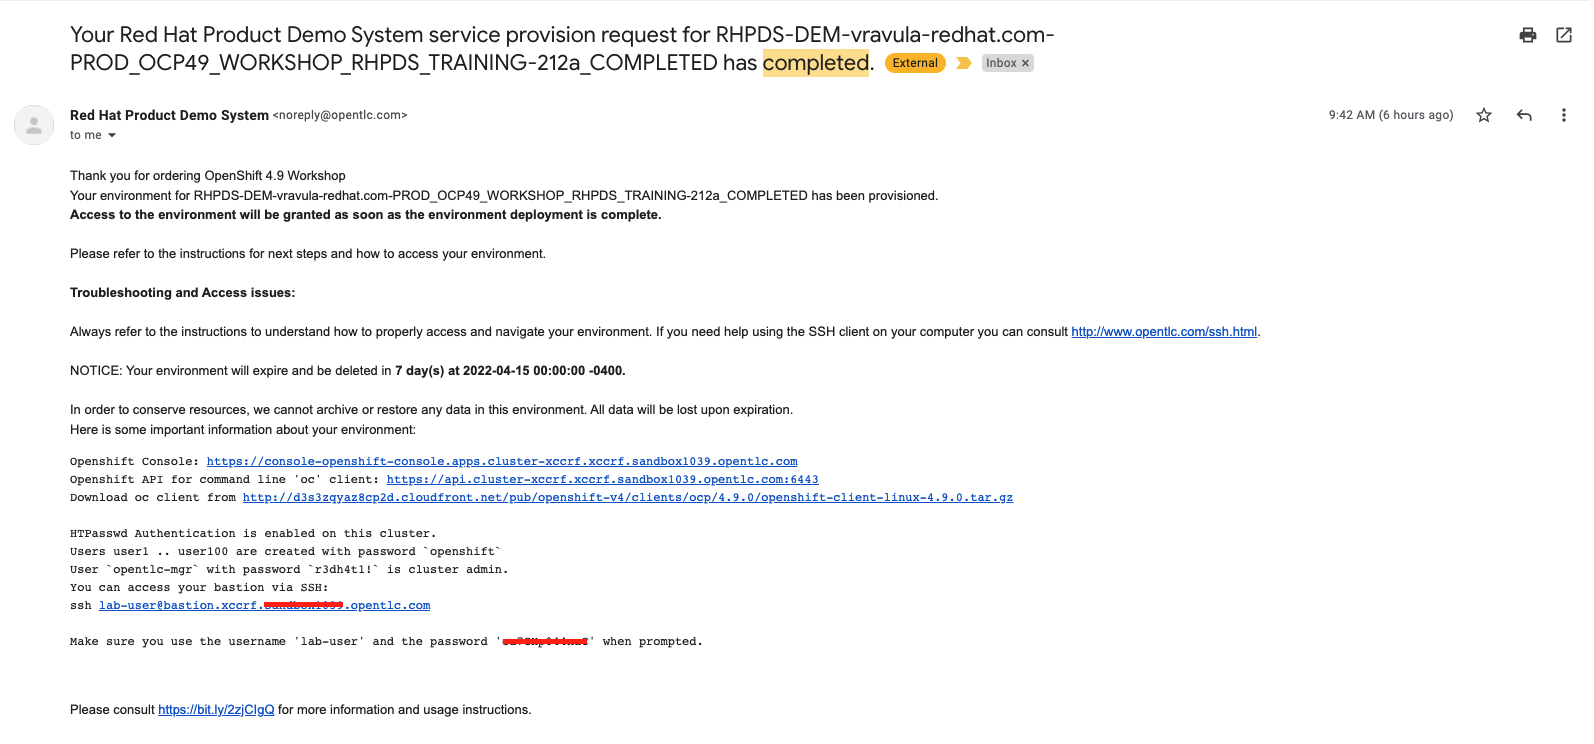 Your Red Hat Product Demo System service provision request for RHPDS-DEM-vravula-redhat.com-
PROD_OCP49_WORKSHOP_RHPDS_TRAINING-212a_COMPLETED has completed. External Inbox ×
Red Hat Product Demo System <noreply@opentlc.com> 9:42 AM (6 hours ago)
to me
Thank you for ordering OpenShift 4.9 Workshop
Your environment for RHPDS-DEM-vravula-redhat.com-PROD_OCP49_WORKSHOP_RHPDS_TRAINING-212a_COMPLETED has been provisioned.
Access to the environment will be granted as soon as the environment deployment is complete.
Please refer to the instructions for next steps and how to access your environment.
Troubleshooting and Access issues:
Always refer to the instructions to understand how to properly access and navigate your environment. If you need help using the SSH client on your computer you can consult http://www.opentlc.com/ssh.html.
NOTICE: Your environment will expire and be deleted in 7 day(s) at 2022-04-15 00:00:00 -0400.
In order to conserve resources, we cannot archive or restore any data in this environment. All data will be lost upon expiration.
Here is some important information about your environment:
Openshift Console: https://console-openshift-console.apps.cluster-xccrf.xccrf.sandbox1039.opentlc.com
Openshift API for command line 'oc' client: https://api.cluster-xccrf.xccrf.sandbox1039.opentlc.com:6443
Download oc client from http://d3s3zqyaz8cp2d.cloudfront.net/pub/openshift-v4/clients/ocp/4.9.0/openshift-client-linux-4.9.0.tar.gz
HTPasswd Authentication is enabled on this cluster.
Users user1 .. user100 are created with password `openshift`
User `opentlc-mgr` with password `r3dh4t1!` is cluster admin.
You can access your bastion via SSH:
ssh lab-user@bastion.xccrf. .opentlc.com
Make sure you use the username 'lab-user' and the password ' ' when prompted.
Please consult https://bit.ly/2zjCIgQ for more information and usage instructions.